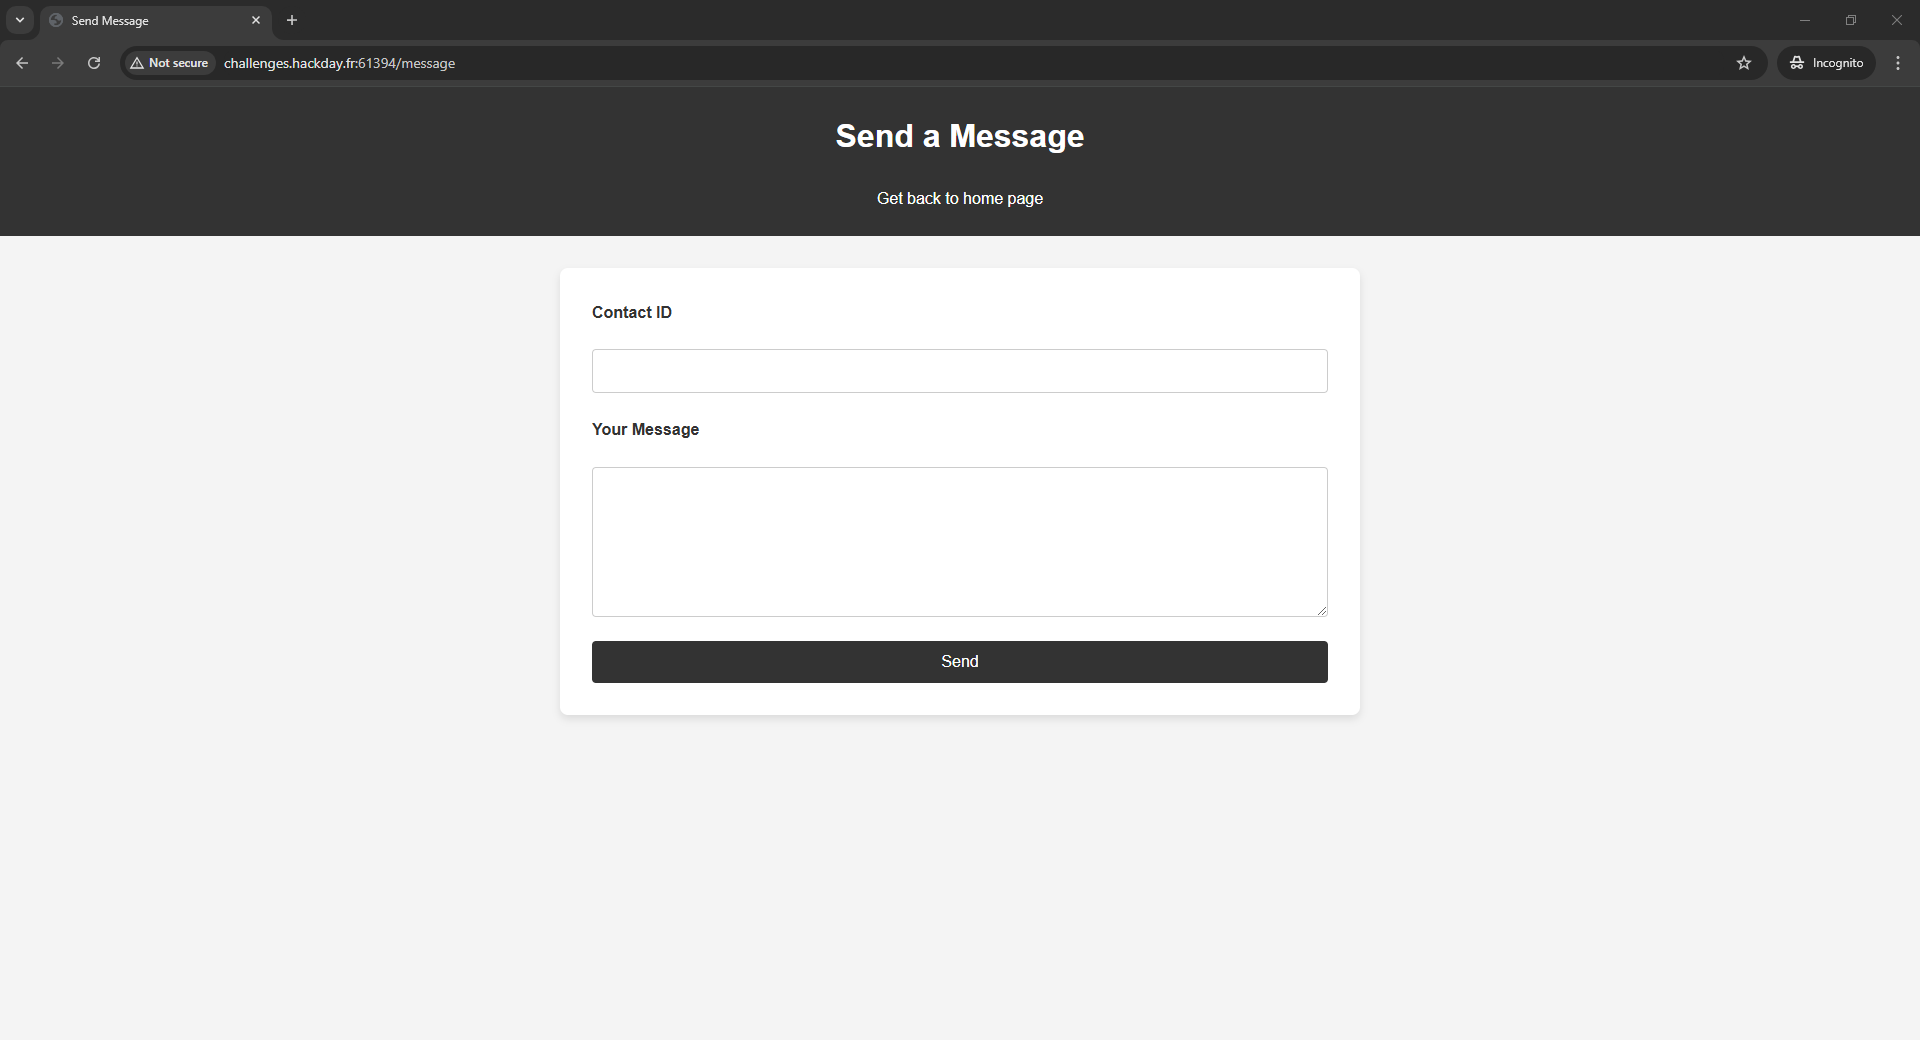 Send Message
Not secure
challenges.hackday.fr:61394/message
Incognito
Send a Message
Get back to home page
Contact ID
Your Message
Send